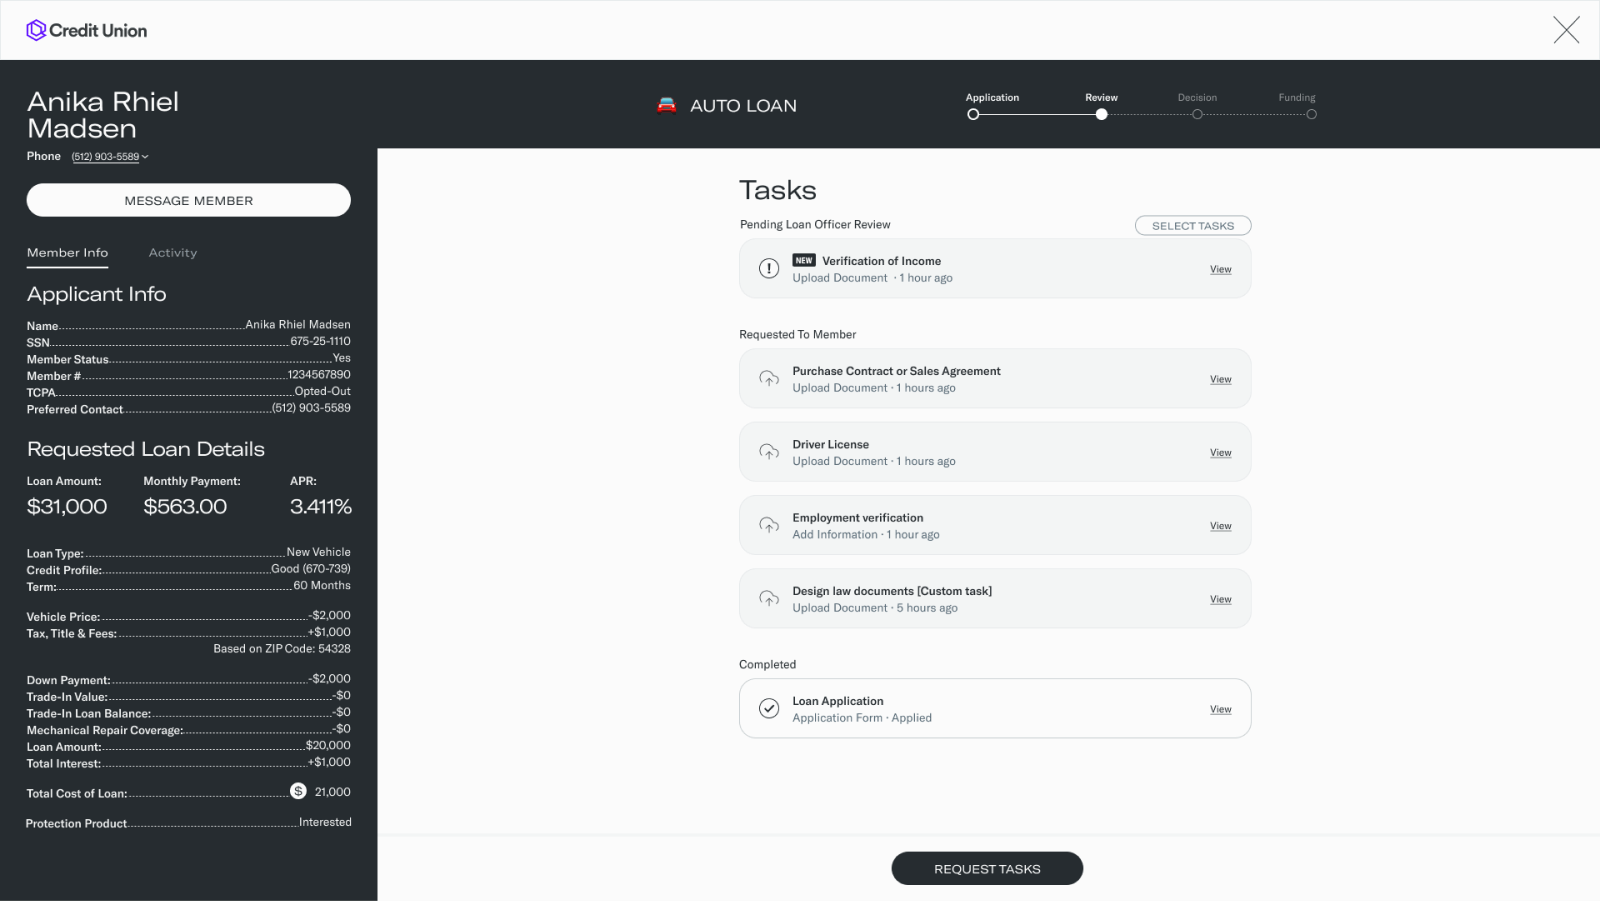 Credit Union
Anika Rhiel
Madsen
Phone (512) 903-5589
MESSAGE MEMBER
Member Info Activity
Applicant Info
Name Anika Rhiel Madsen
SSN 675-25-1110
Member Status Yes
Member # 1234567890
TCPA Opted-Out
Preferred Contact (512) 903-5589
Requested Loan Details
Loan Amount: Monthly Payment: APR:
$31,000 $563.00 3.411%
Loan Type: New Vehicle
Credit Profile: Good (670-739)
Term: 60 Months
Vehicle Price: -$2,000
Tax, Title & Fees: +$1,000
Based on ZIP Code: 54328
Down Payment: -$2,000
Trade-In Value: -$0
Trade-In Loan Balance: -$0
Mechanical Repair Coverage: -$0
Loan Amount: $20,000
Total Interest: +$1,000
Total Cost of Loan: $ 21,000
Protection Product Interested
AUTO LOAN
Application Review Decision Funding
Tasks
Pending Loan Officer Review
SELECT TASKS
NEW Verification of Income
Upload Document · 1 hour ago
View
Requested To Member
Purchase Contract or Sales Agreement
Upload Document · 1 hours ago
View
Driver License
Upload Document · 1 hours ago
View
Employment verification
Add Information · 1 hour ago
View
Design law documents [Custom task]
Upload Document · 5 hours ago
View
Completed
Loan Application
Application Form · Applied
View
REQUEST TASKS